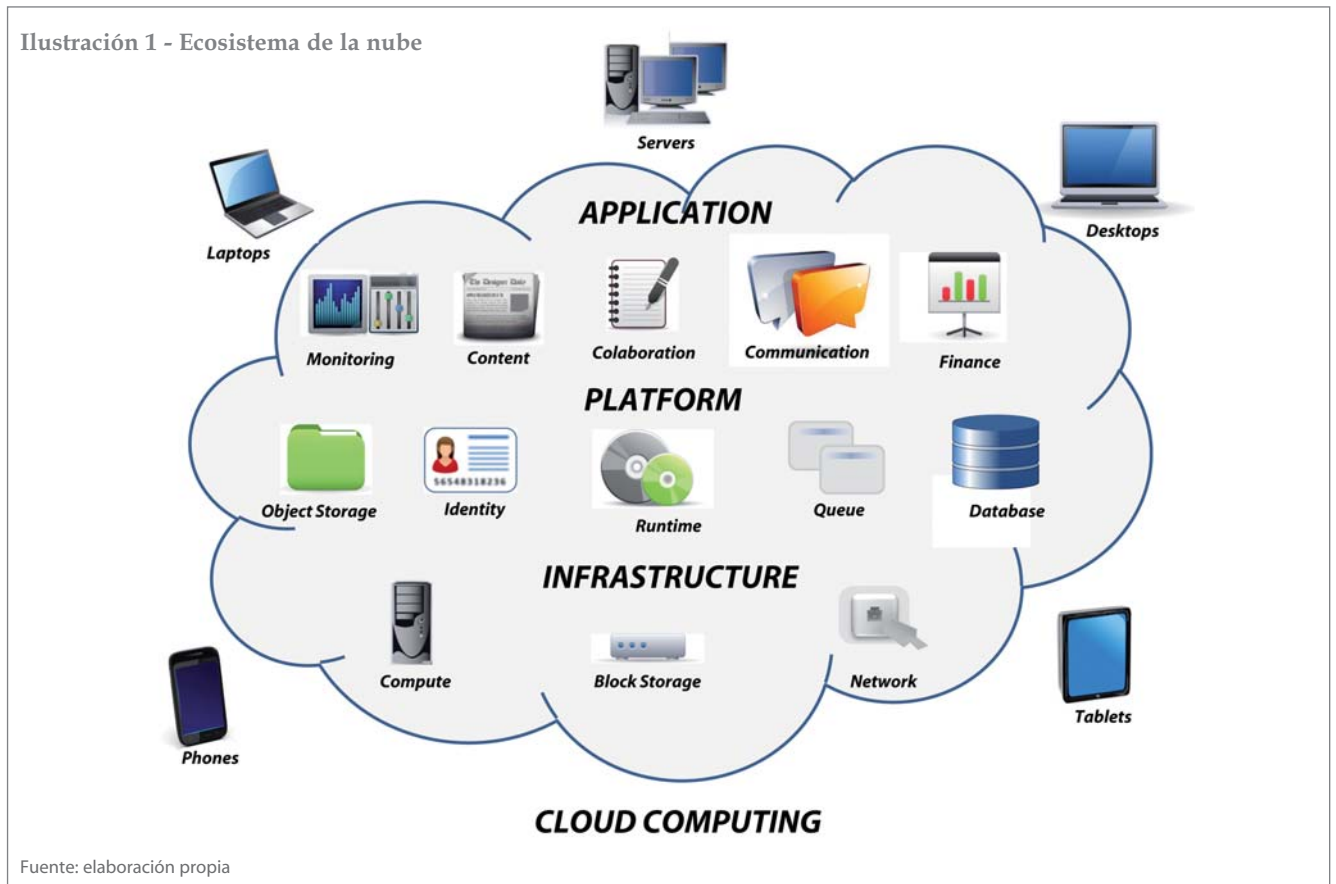 Ilustración 1 - Ecosistema de la nube
Servers
Laptops
Desktops
APPLICATION
Monitoring
Content
Colaboration
Communication
Finance
PLATFORM
Object Storage
56548318236
Identity
Runtime
Queue
Database
INFRASTRUCTURE
Compute
Block Storage
Network
Phones
Tablets
CLOUD COMPUTING
Fuente: elaboración propia